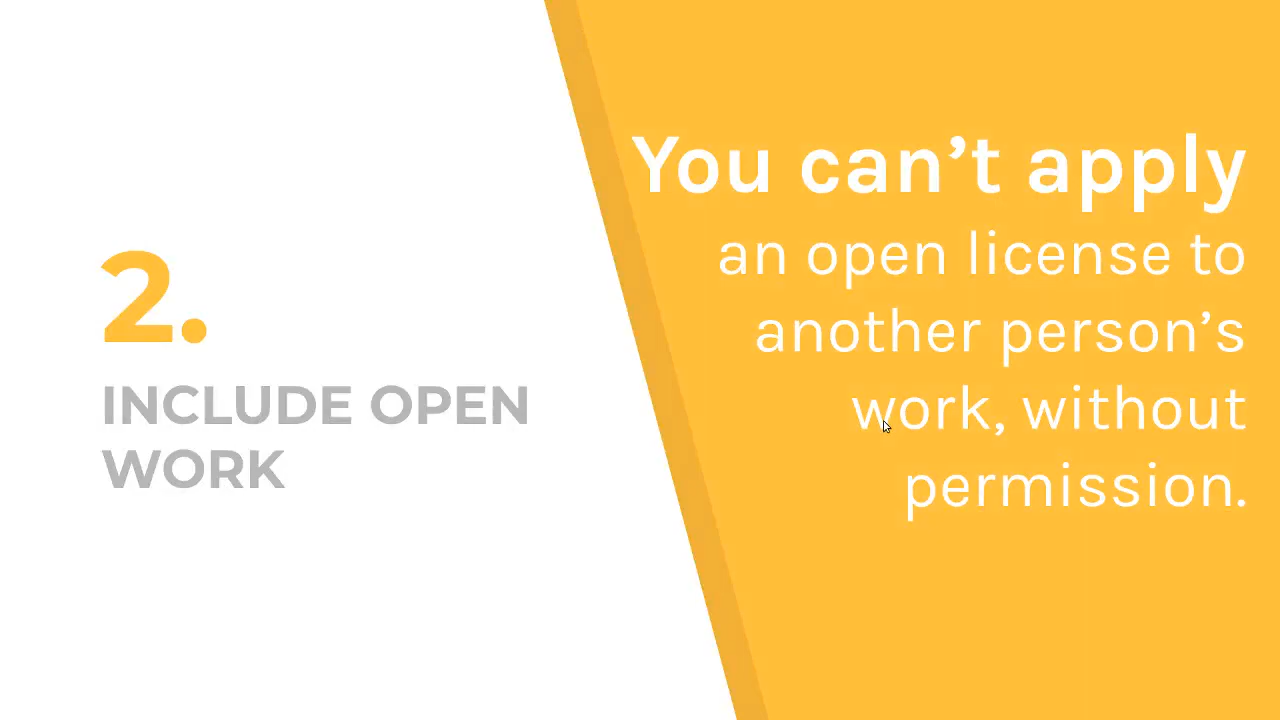 2.
INCLUDE OPEN
WORK
You can’t apply
an open license to
another person’s
work, without
permission.